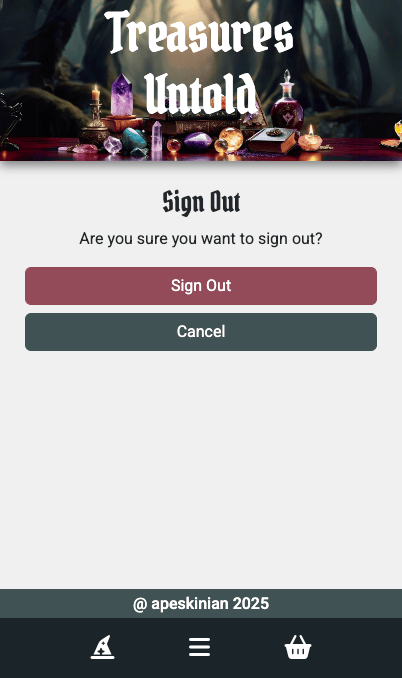 Treasures
Untold
Sign Out
Are you sure you want to sign out?
Sign Out
Cancel
@ apeskinian 2025